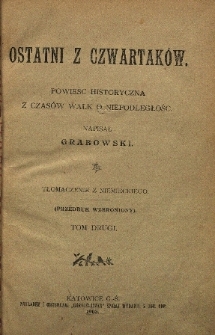 OSTATNI Z CZWARTAKÓW.
POWIEŚĆ HISTORYCZNA
Z CZASÓW WALK O NIEPODLEGŁOŚĆ
NAPISAŁ
GRABOWSKI.
TŁOMACZENIE Z NIEMIECKIEGO
(PRZEDRUK WZBRONIONY)
TOM DRUGI.
KATOWICE G.-Ś.